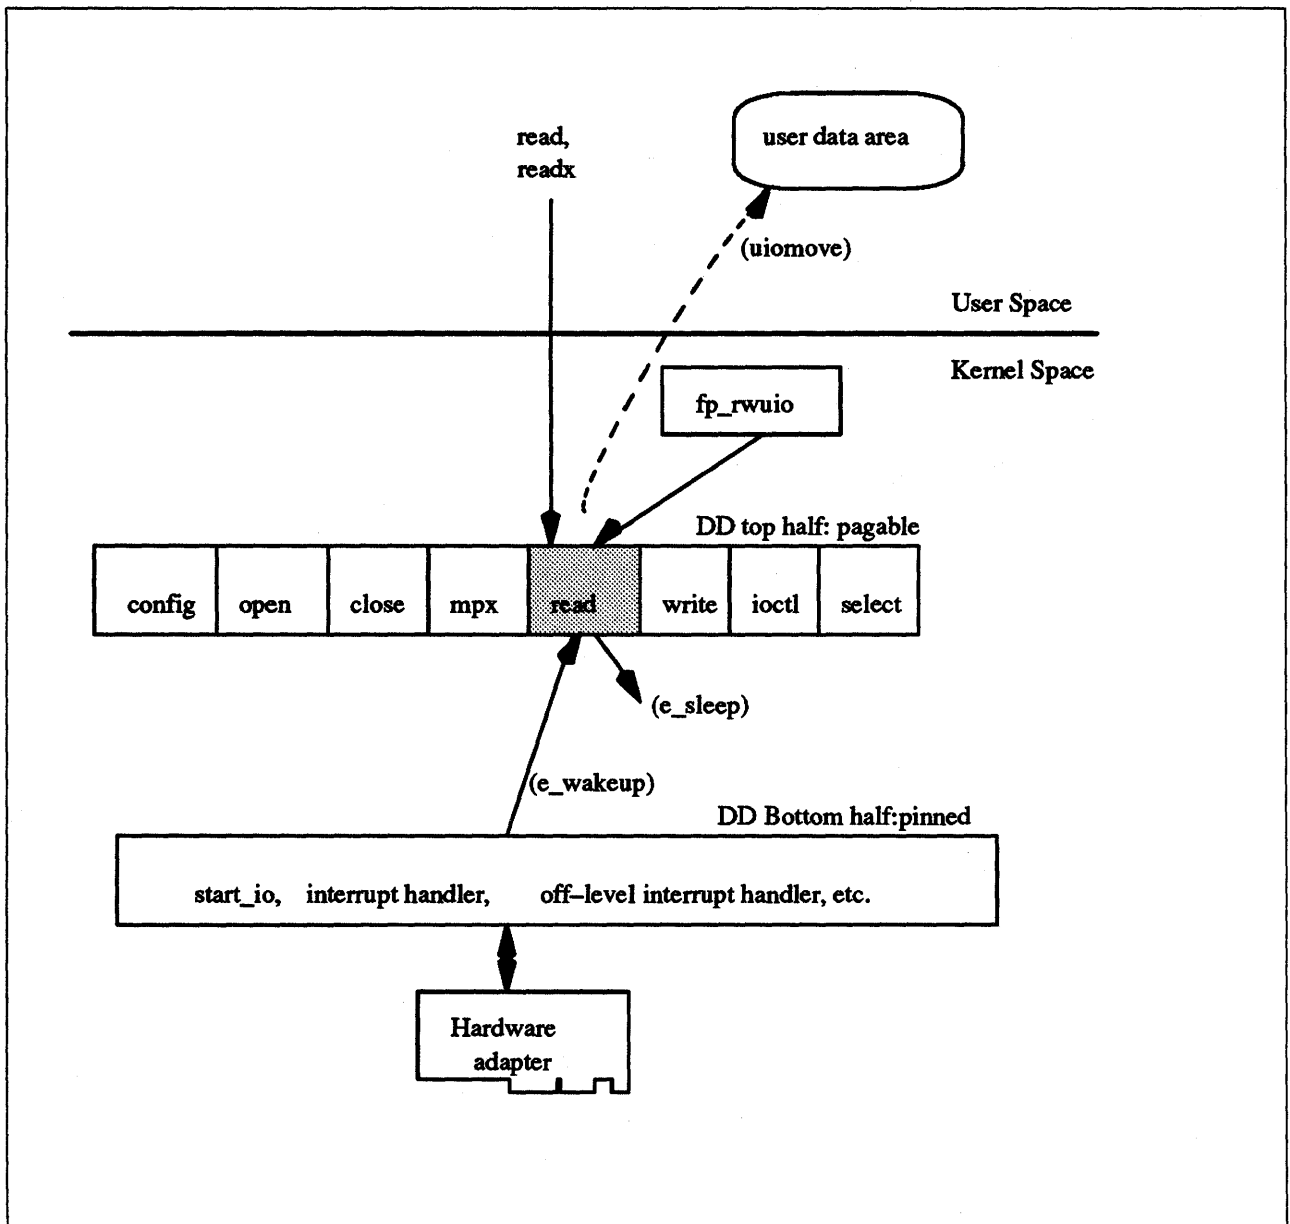 read,
readx
user data area
(uiomove)
User Space
Kernel Space
fp_rwuio
DD top half: pagable
config open close mpx read write ioctl select
(e_sleep)
(e_wakeup)
DD Bottom half:pinned
start_io, interrupt handler, off–level interrupt handler, etc.
Hardware
adapter